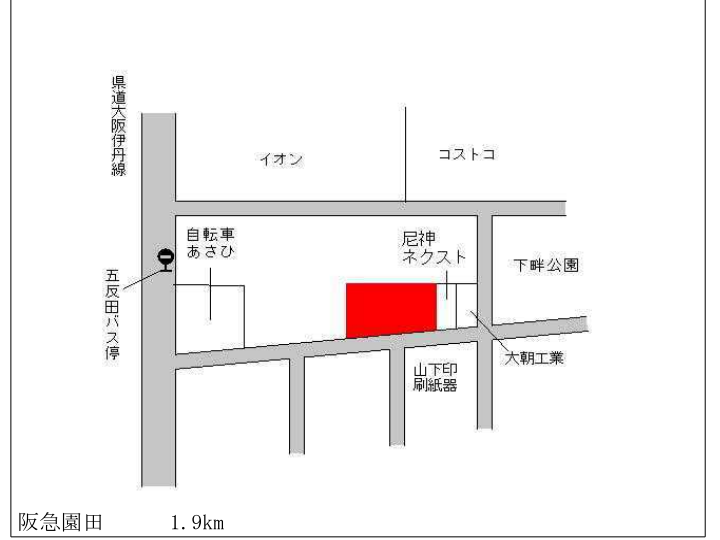 県道大阪伊丹線
イオン
コストコ
自転車
あさひ
尼神
ネクスト
下畔公園
五反田バス停
大朝工業
山下印
刷紙器
阪急園田 1.9km